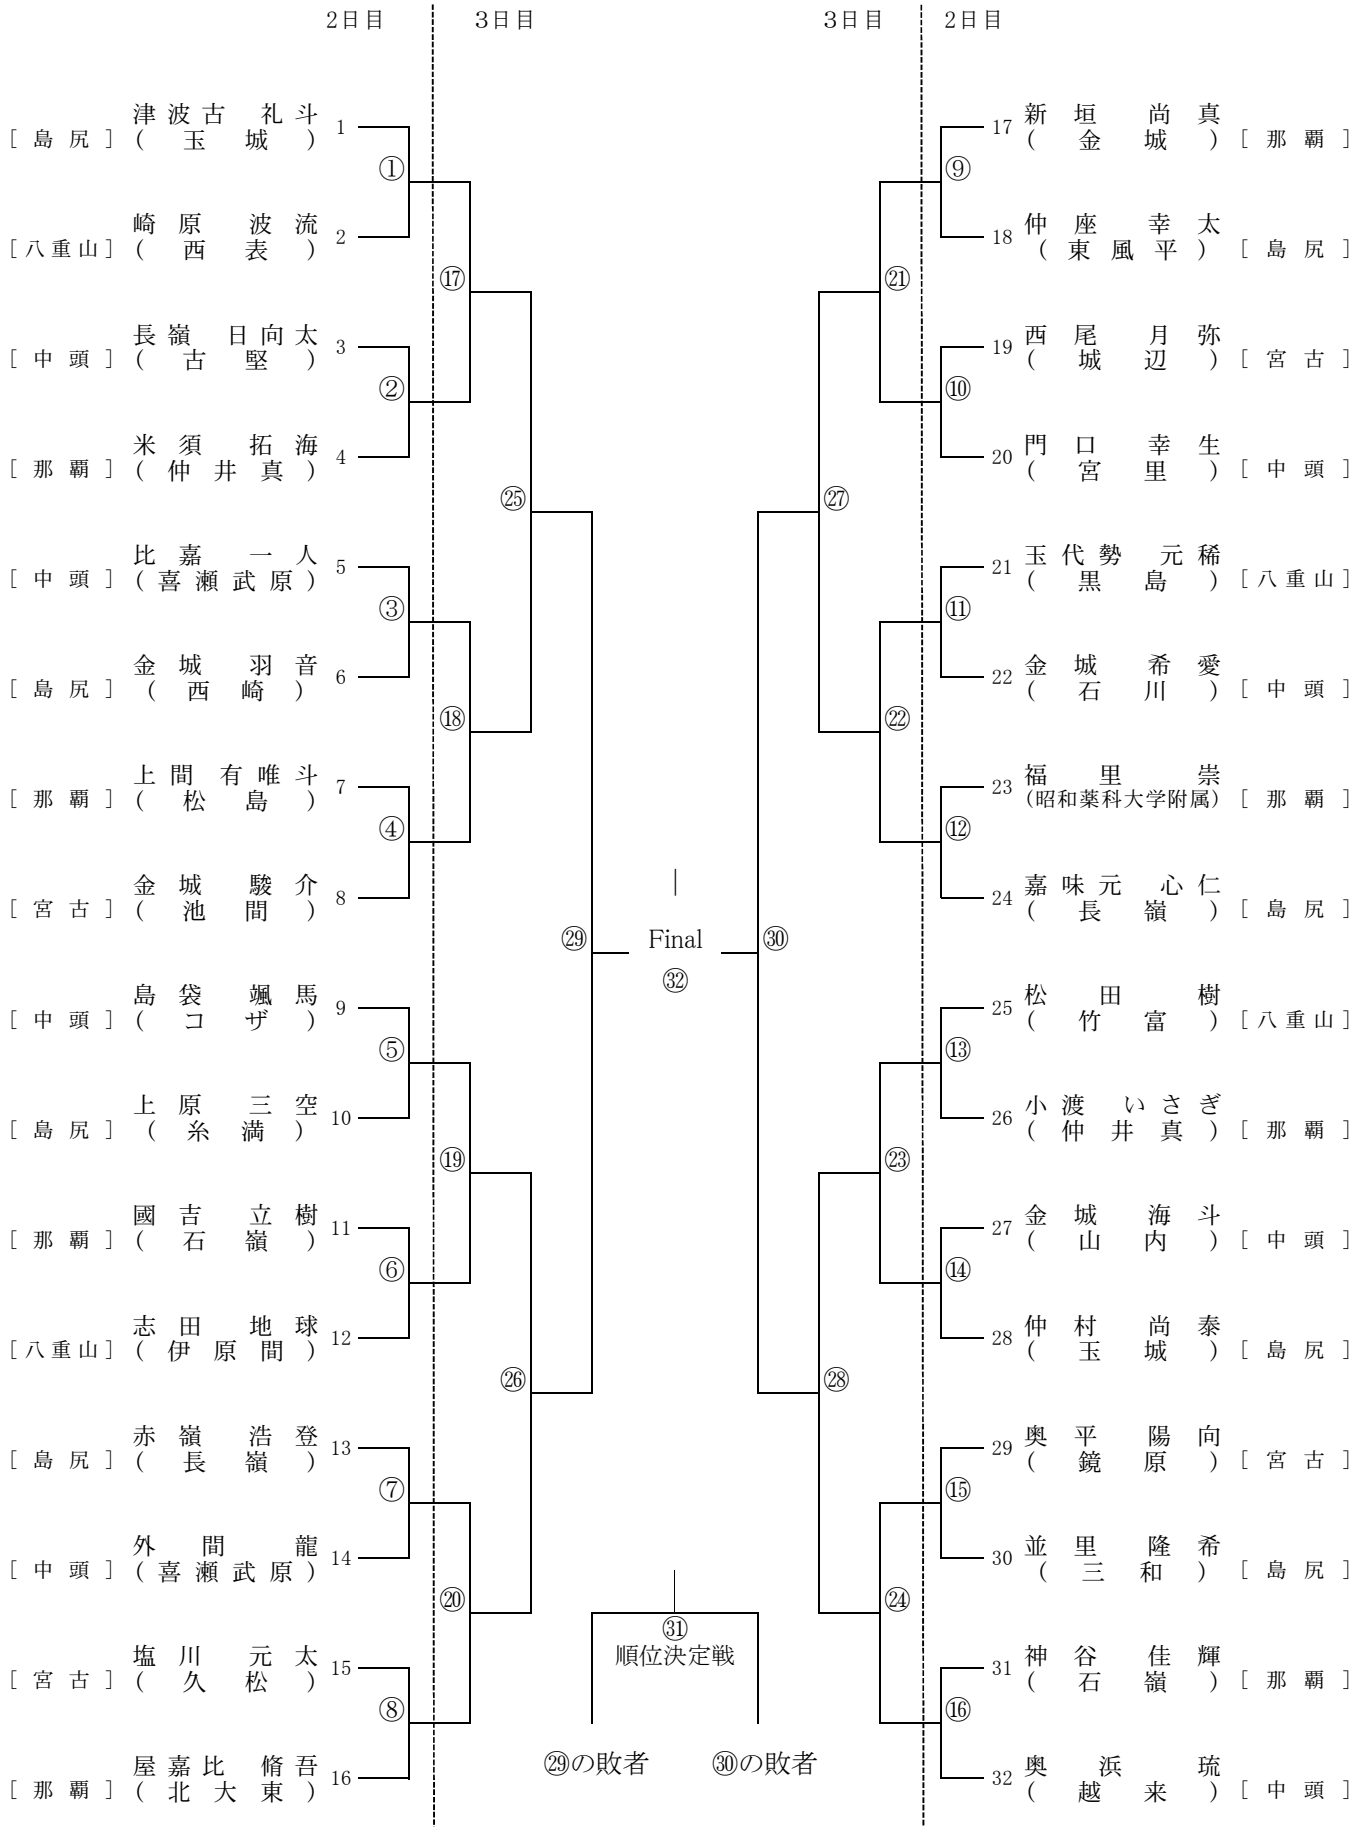 2日目 3日目 3日目 2日目
津波古 礼斗 1
[島尻] (玉城)
①
崎原 波流 2
[八重山] (西表)
⑰
長嶺 日向太 3
[中頭] (古堅)
②
米須 拓海 4
[那覇] (仲井真)
㉕
比嘉 一人 5
[中頭] (喜瀬武原)
③
金城 羽音 6
[島尻] (西崎)
⑱
上間 有唯斗 7
[那覇] (松島)
④
金城 駿介 8
[宮古] (池間)
㉙
島袋 颯馬 9
[中頭] (コザ)
⑤
上原 三空 10
[島尻] (糸満)
⑲
國吉 立樹 11
[那覇] (石嶺)
⑥
志田 地球 12
[八重山] (伊原間)
㉖
赤嶺 浩登 13
[島尻] (長嶺)
⑦
外間 龍 14
[中頭] (喜瀬武原)
⑳
塩川 元太 15
[宮古] (久松)
⑧
屋嘉比 脩吾 16
[那覇] (北大東)
Final
㉜
㉛
順位決定戦
㉙の敗者 ㉚の敗者
17 新垣 尚真
(金城) [那覇]
⑨
18 仲座 幸太
(東風平) [島尻]
㉑
19 西尾 月弥
(城辺) [宮古]
⑩
20 門口 幸生
(宮里) [中頭]
㉗
21 玉代勢 元稀
(黒島) [八重山]
⑪
22 金城 希愛
(石川) [中頭]
㉒
23 福里 崇
(昭和薬科大学附属) [那覇]
⑫
24 嘉味元 心仁
(長嶺) [島尻]
㉚
25 松田 樹
(竹富) [八重山]
⑬
26 小渡 いさぎ
(仲井真) [那覇]
㉓
27 金城 海斗
(山内) [中頭]
⑭
28 仲村 尚泰
(玉城) [島尻]
㉘
29 奥平 陽向
(鏡原) [宮古]
⑮
30 並里 隆希
(三和) [島尻]
㉔
31 神谷 佳輝
(石嶺) [那覇]
⑯
32 奥浜 琉
(越来) [中頭]